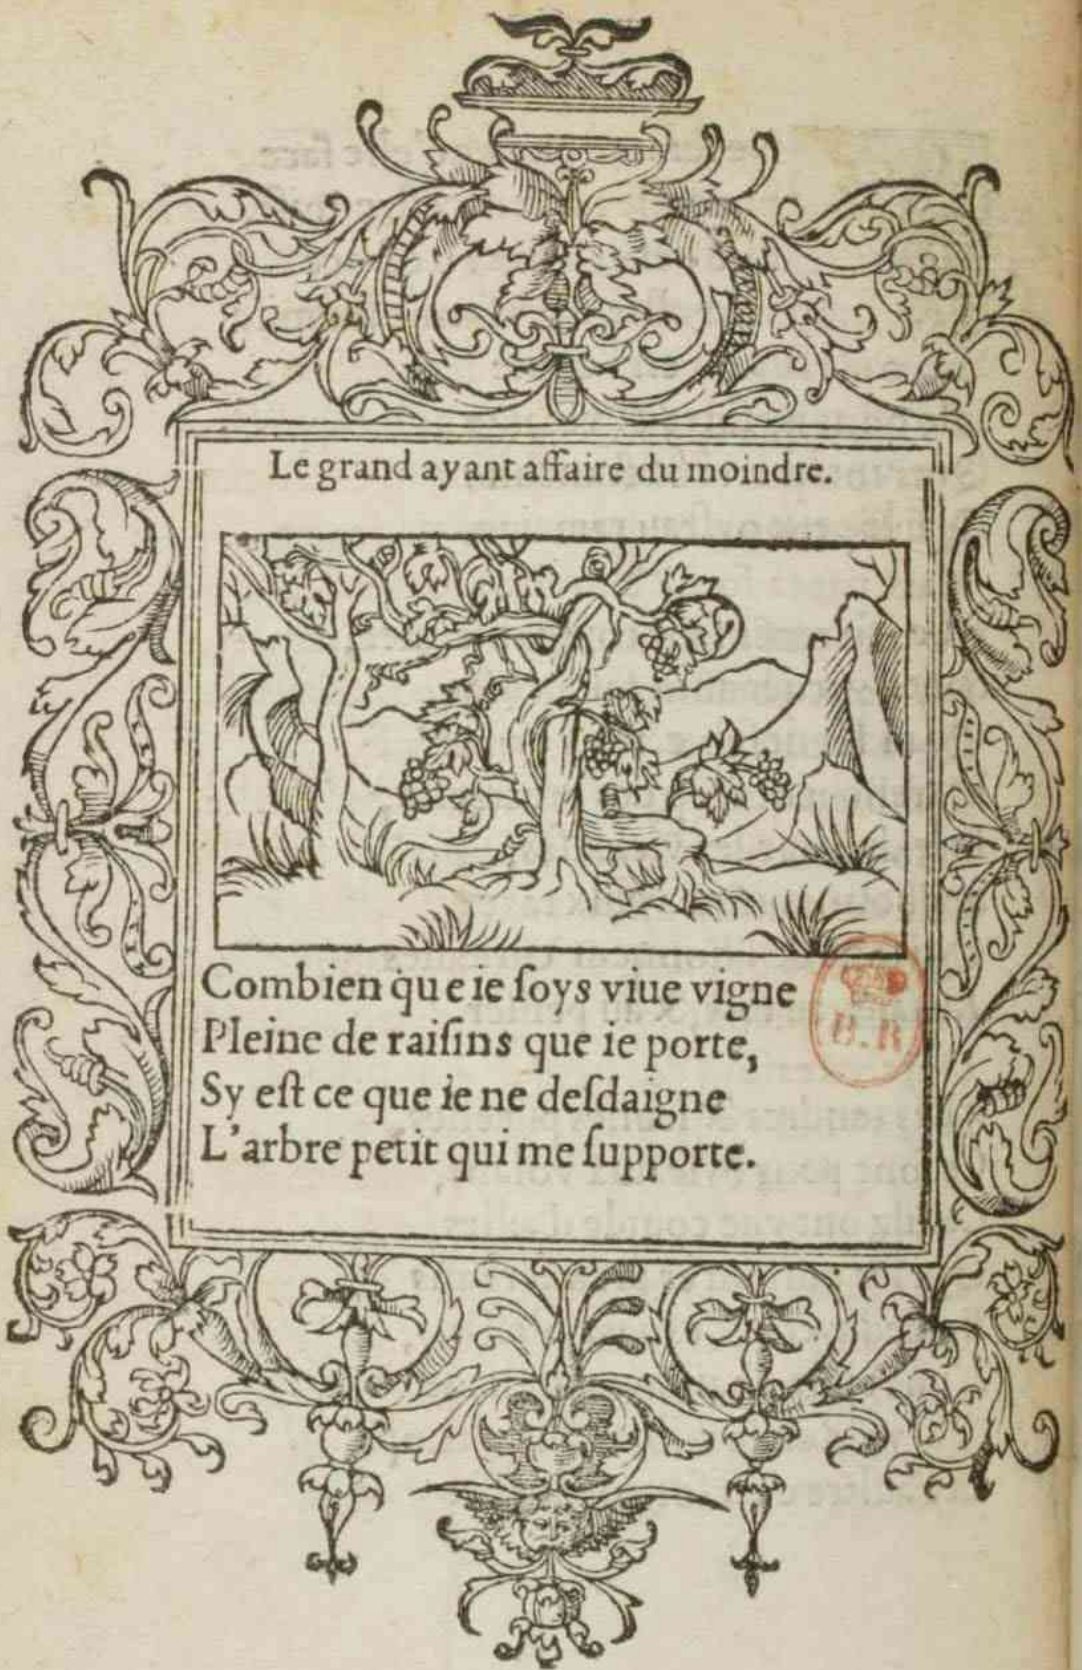 Le grand ayant affaire du moindre.
Combien que ie ſoys viue vigne
Pleine de raiſins que ie porte,
Sy eſt ce que ie ne deſdaigne
L'arbre petit qui me ſupporte.
B.R